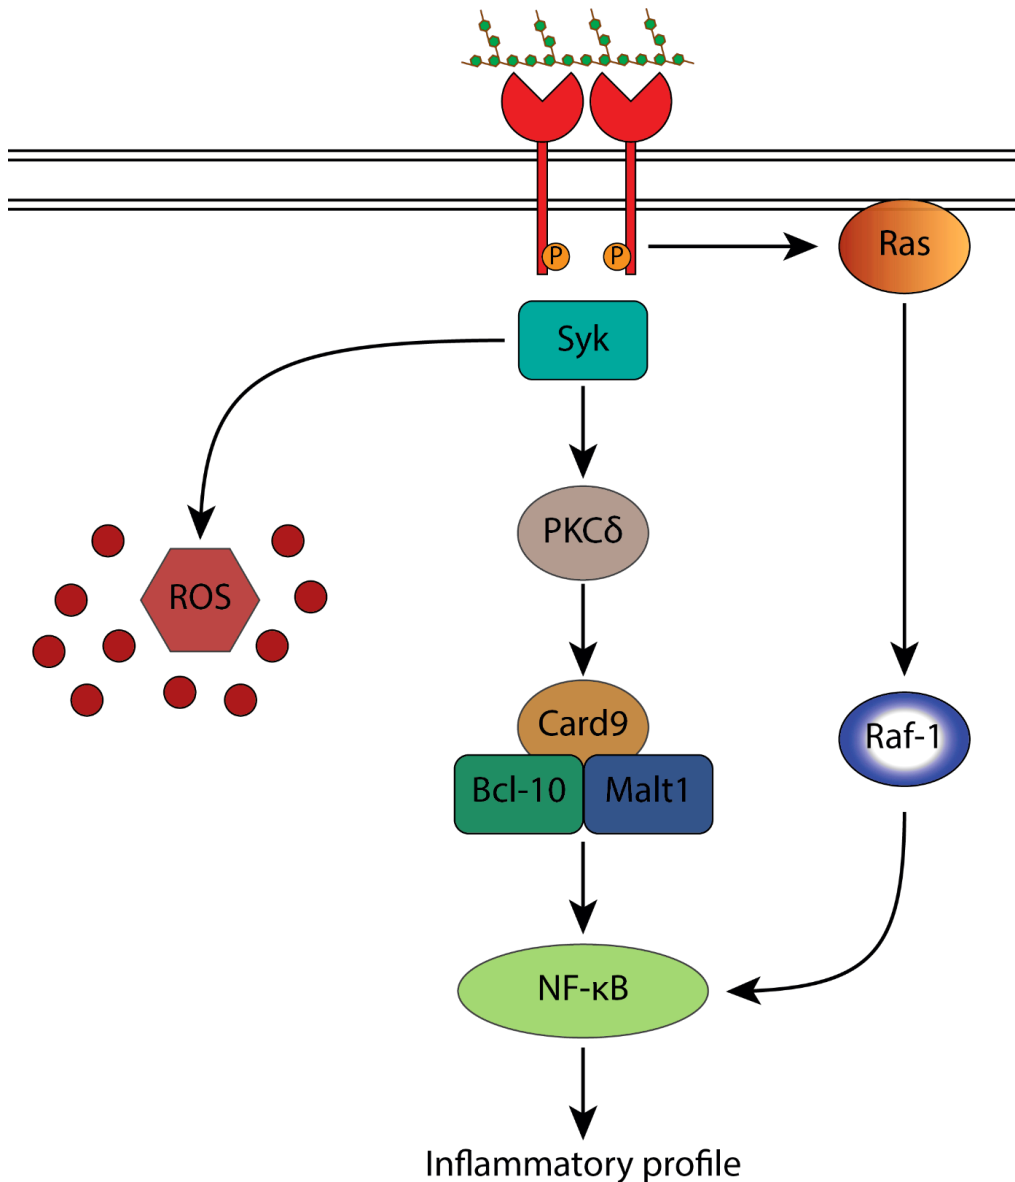 P
P
Ras
Syk
PKCδ
ROS
Card9
Raf-1
Bcl-10
Malt1
NF-κB
Inflammatory profile